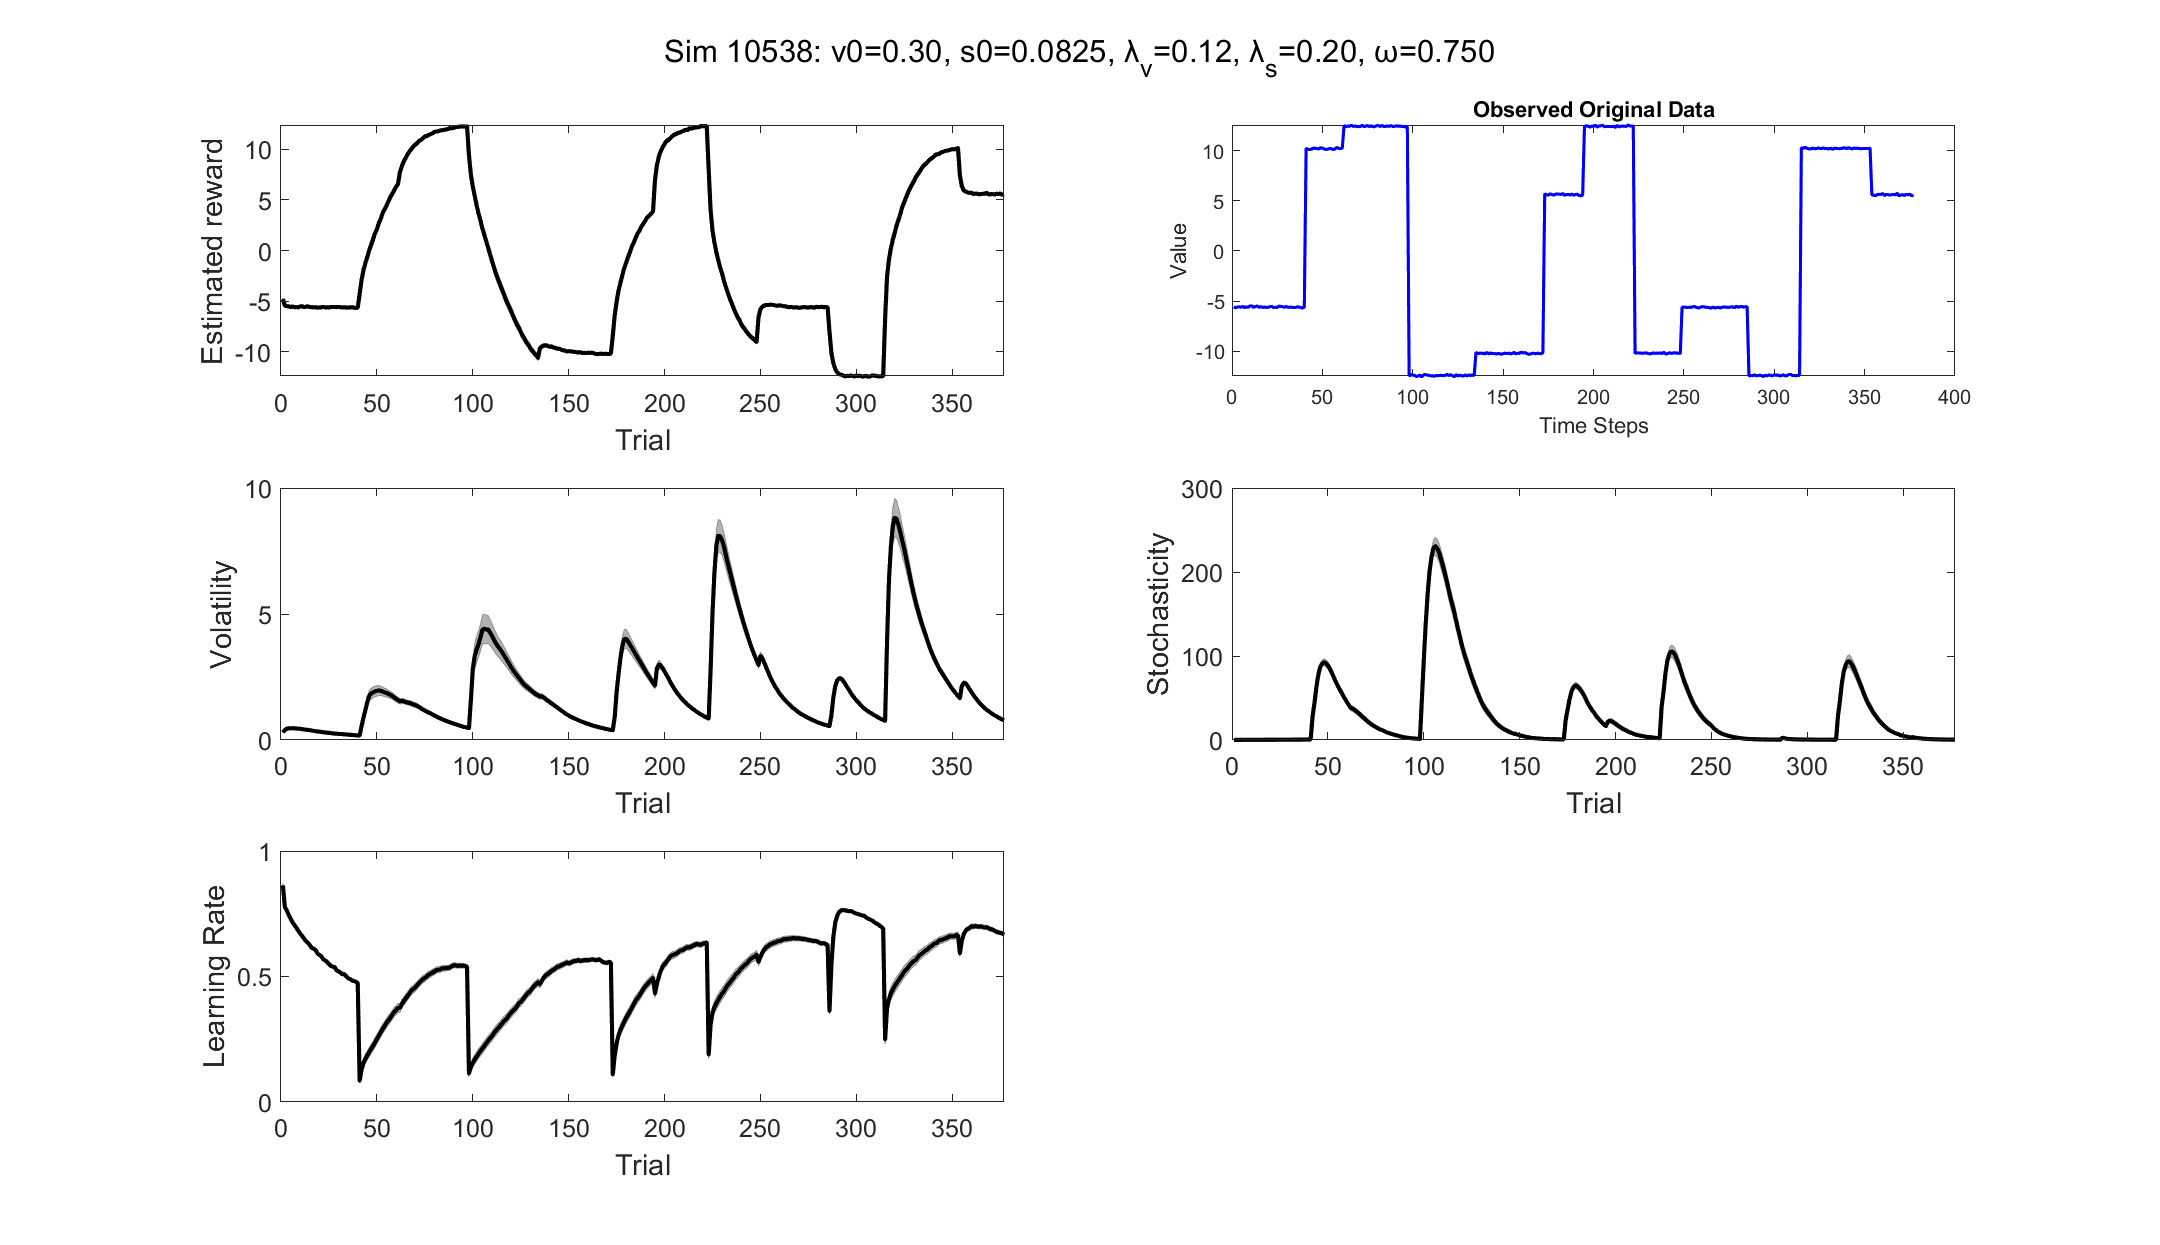 Sim 10538: v0=0.30, s0=0.0825, λv=0.12, λs=0.20, ω=0.750
Estimated reward
10
5
0
-5
-10
0 50 100 150 200 250 300 350
Trial
Observed Original Data
Value
10
5
0
-5
-10
0 50 100 150 200 250 300 350 400
Time Steps
Volatility
10
5
0
0 50 100 150 200 250 300 350
Trial
Stochasticity
300
200
100
0
0 50 100 150 200 250 300 350
Trial
Learning Rate
1
0.5
0
0 50 100 150 200 250 300 350
Trial